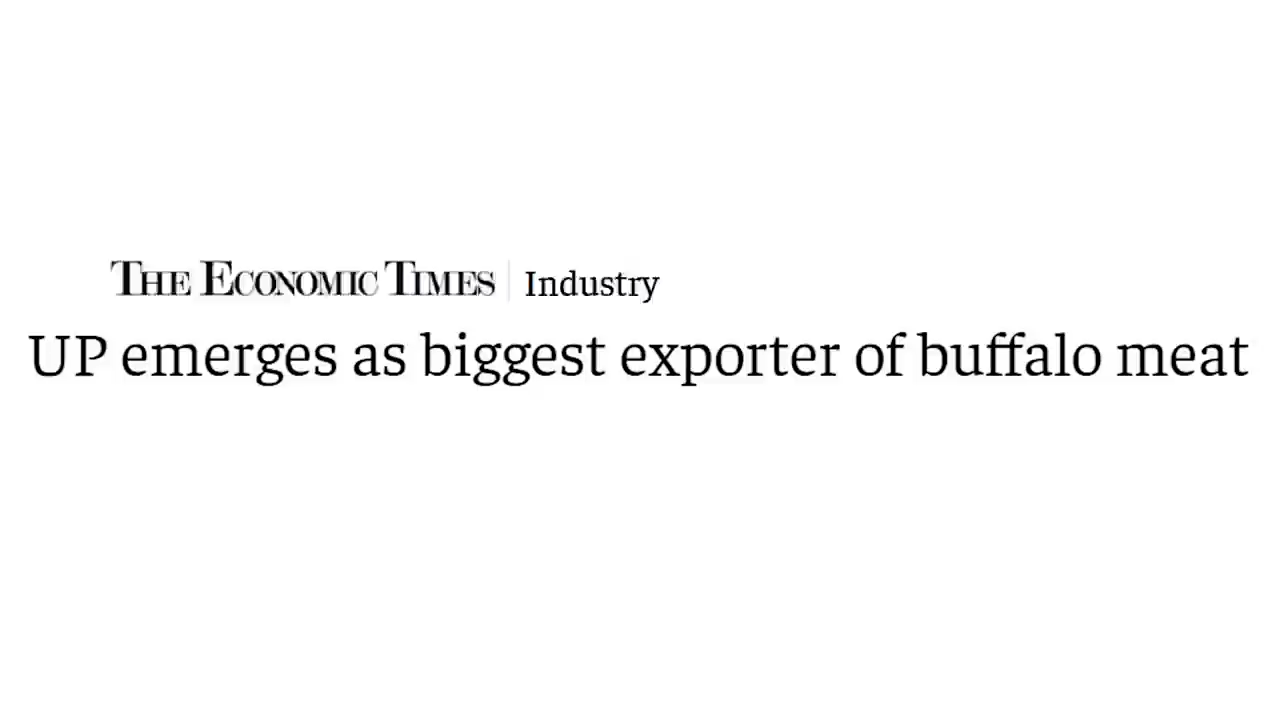 THE ECONOMIC TIMES | Industry
UP emerges as biggest exporter of buffalo meat